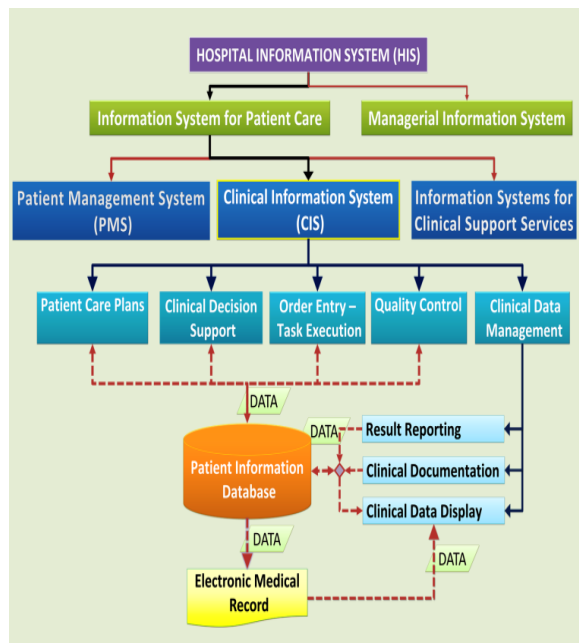 HOSPITAL INFORMATION SYSTEM (HIS)
Information System for Patient Care
Managerial Information System
Patient Management System
(PMS)
Clinical Information System
(CIS)
Information Systems for
Clinical Support Services
Patient Care Plans
Clinical Decision
Support
Order Entry –
Task Execution
Quality Control
Clinical Data
Management
DATA
DATA
Result Reporting
Patient Information
Database
Clinical Documentation
Clinical Data Display
DATA
DATA
Electronic Medical
Record